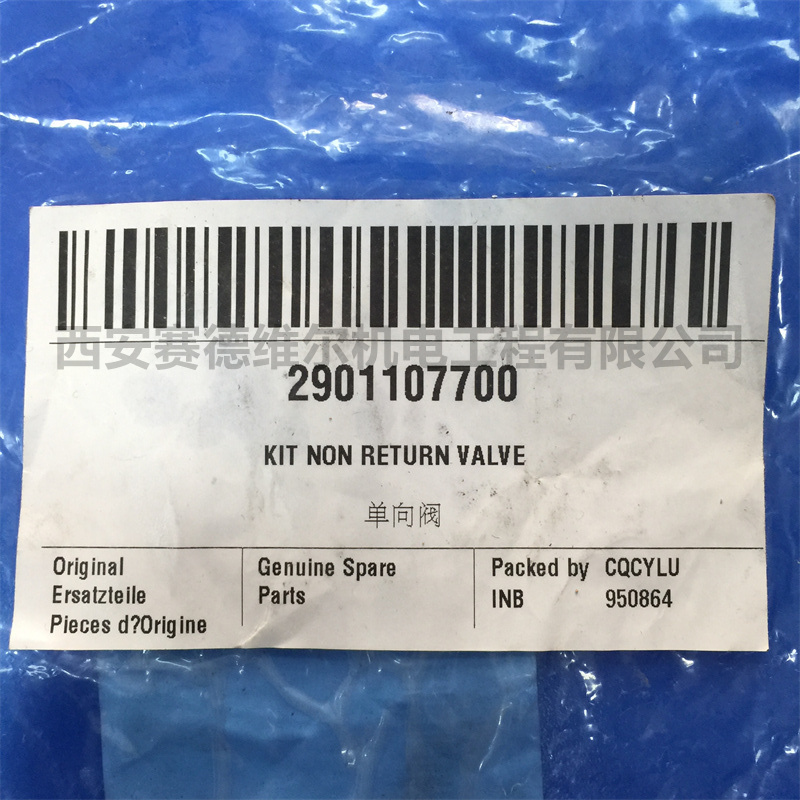 西安赛德维尔机电工程有限公司
2901107700
KIT NON RETURN VALVE
单向阀
Original
Ersatzteile
Pieces d?Origine
Genuine Spare
Parts
Packed by CQCYLU
INB 950864